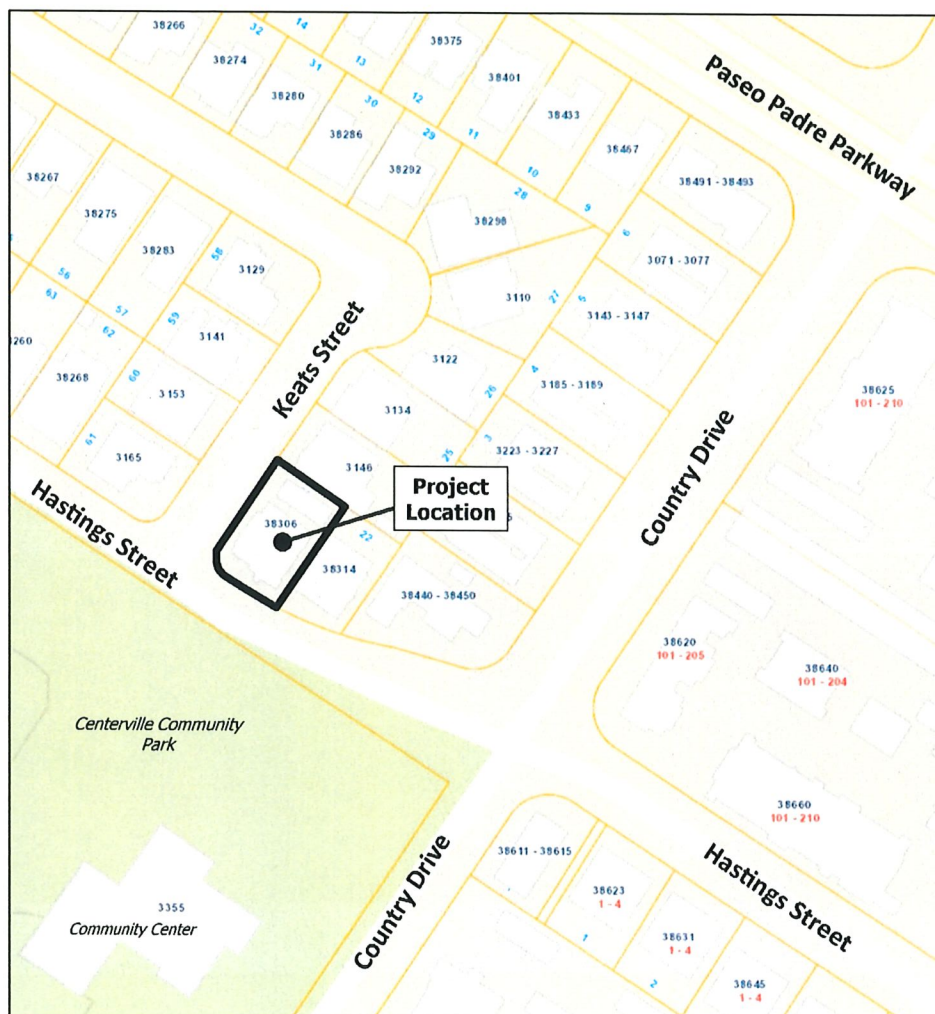 38266
32
14
38274
31
13
38375
38280
30
12
38401
Paseo Padre Parkway
38286
29
11
38433
38292
28
10
38467
38298
9
38491 - 38493
38267
38275
38283
58
3129
6
3071 - 3077
56
63
57
59
3110
27
5
3143 - 3147
62
3141
Keats Street
3122
4
3185 - 3189
38625
101 - 210
38268
60
3153
3134
26
3
3223 - 3227
Country Drive
61
3165
3146
25
Project
Location
Hastings Street
38306
22
38314
38440 - 38450
38620
101 - 205
38640
101 - 204
Centerville Community
Park
38660
101 - 210
38611 - 38615
Hastings Street
38623
1 - 4
1
38631
1 - 4
2
38645
1 - 4
3355
Community Center
Country Drive